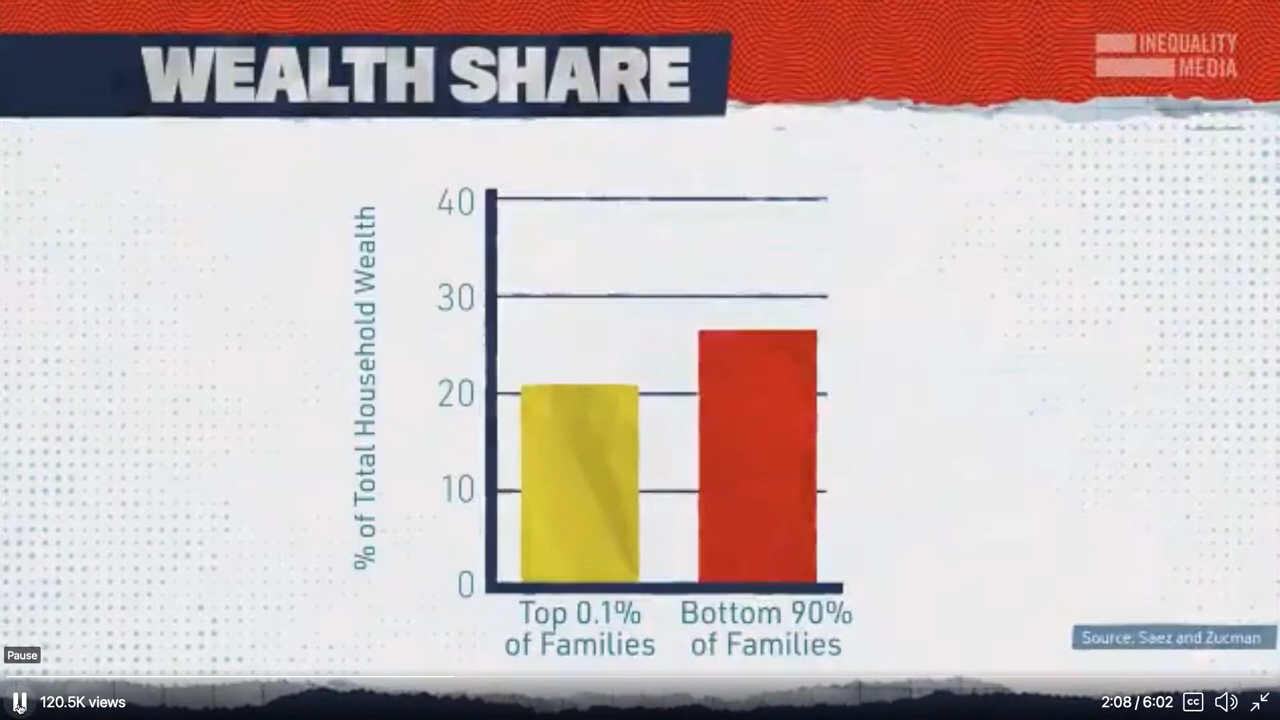 WEALTH SHARE
INEQUALITY
MEDIA
% of Total Household Wealth
40
30
20
10
0
Top 0.1%
of Families
Bottom 90%
of Families
Source: Saez and Zucman
Pause
120.5K views
2:08 / 6:02
CC